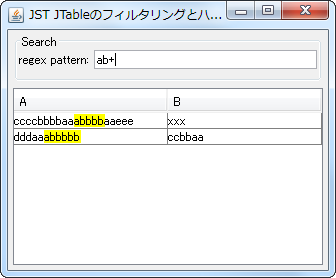 JST JTableのフィルタリングとハ...
Search
regex pattern: ab+
A B
ccccbbbbaaabbbbaaeee xxx
dddaaabbbbb ccbbaa